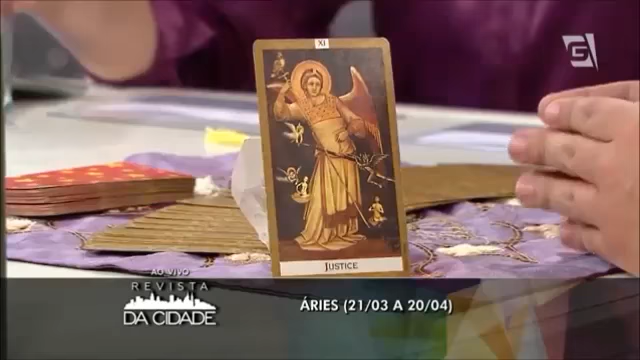 XI
G
JUSTICE
AO VIVO
REVISTA
DA CIDADE
ÁRIES (21/03 A 20/04)